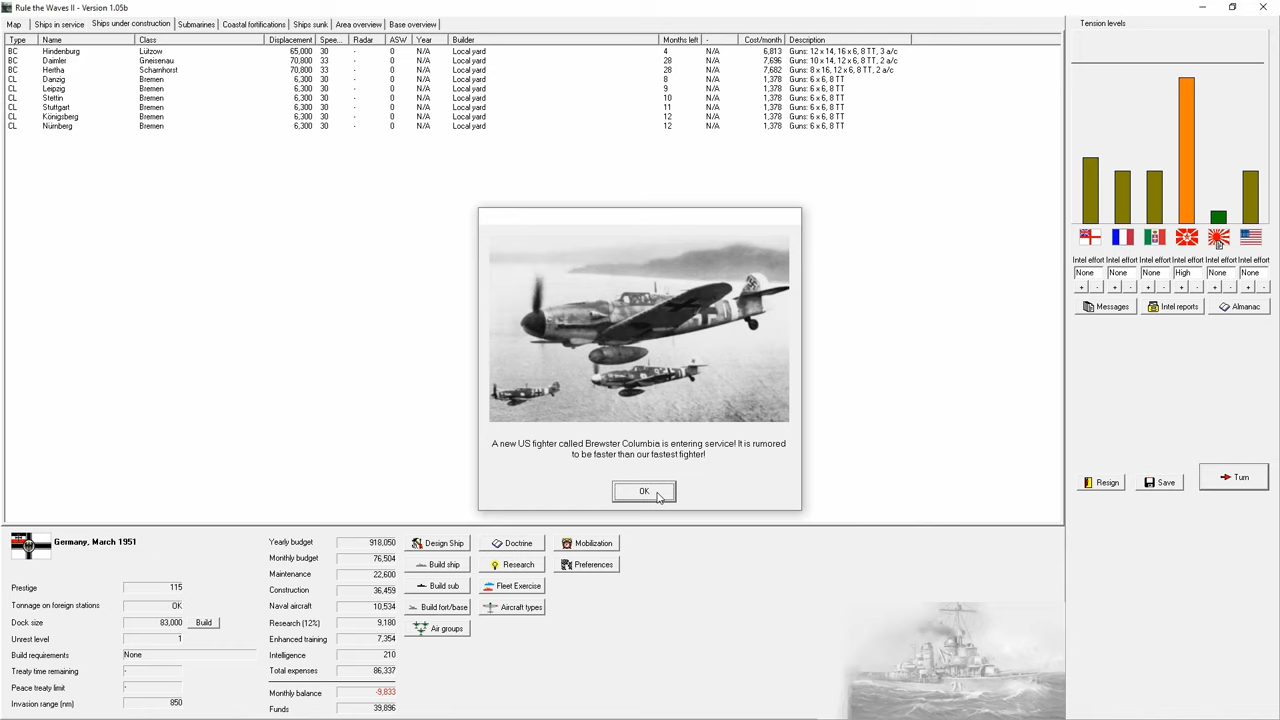 Rule the Waves II - Version 1.05b
Map Ships in service Ships under construction Submarines Coastal fortifications Ships sunk Area overview Base overview
Type Name Class Displacement Spee... Radar ASW Year Builder Months left - Cost/month Description
BC Hindenburg Lützow 65,000 30 - 0 N/A Local yard 4 N/A 6,813 Guns: 12 x 14, 16 x 6, 8 TT, 3 a/c
BC Daimler Gneisenau 70,800 33 - 0 N/A Local yard 28 N/A 7,696 Guns: 10 x 14, 12 x 6, 8 TT, 2 a/c
BC Hertha Scharnhorst 70,800 33 - 0 N/A Local yard 28 N/A 7,682 Guns: 8 x 16, 12 x 6, 8 TT, 2 a/c
CL Danzig Bremen 6,300 30 - 0 N/A Local yard 8 N/A 1,378 Guns: 6 x 6, 8 TT
CL Leipzig Bremen 6,300 30 - 0 N/A Local yard 9 N/A 1,378 Guns: 6 x 6, 8 TT
CL Stettin Bremen 6,300 30 - 0 N/A Local yard 10 N/A 1,378 Guns: 6 x 6, 8 TT
CL Stuttgart Bremen 6,300 30 - 0 N/A Local yard 11 N/A 1,378 Guns: 6 x 6, 8 TT
CL Königsberg Bremen 6,300 30 - 0 N/A Local yard 12 N/A 1,378 Guns: 6 x 6, 8 TT
CL Nürnberg Bremen 6,300 30 - 0 N/A Local yard 12 N/A 1,378 Guns: 6 x 6, 8 TT
A new US fighter called Brewster Columbia is entering service! It is rumored
to be faster than our fastest fighter!
OK
Tension levels
Intel effort Intel effort Intel effort Intel effort Intel effort Intel effort
None None None High None None
+ - + - + - + - + - + -
Messages Intel reports Almanac
Resign Save Turn
Germany, March 1951
Prestige 115
Tonnage on foreign stations OK
Dock size 83,000 Build
Unrest level 1
Build requirements None
Treaty time remaining -
Peace treaty limit -
Invasion range (nm) 850
Yearly budget 918,050
Monthly budget 76,504
Maintenance 22,600
Construction 36,459
Naval aircraft 10,534
Research (12%) 9,180
Enhanced training 7,354
Intelligence 210
Total expenses 86,337
Monthly balance -9,833
Funds 39,896
Design Ship Doctrine Mobilization
Build ship Research Preferences
Build sub Fleet Exercise
Build fort/base Aircraft types
Air groups